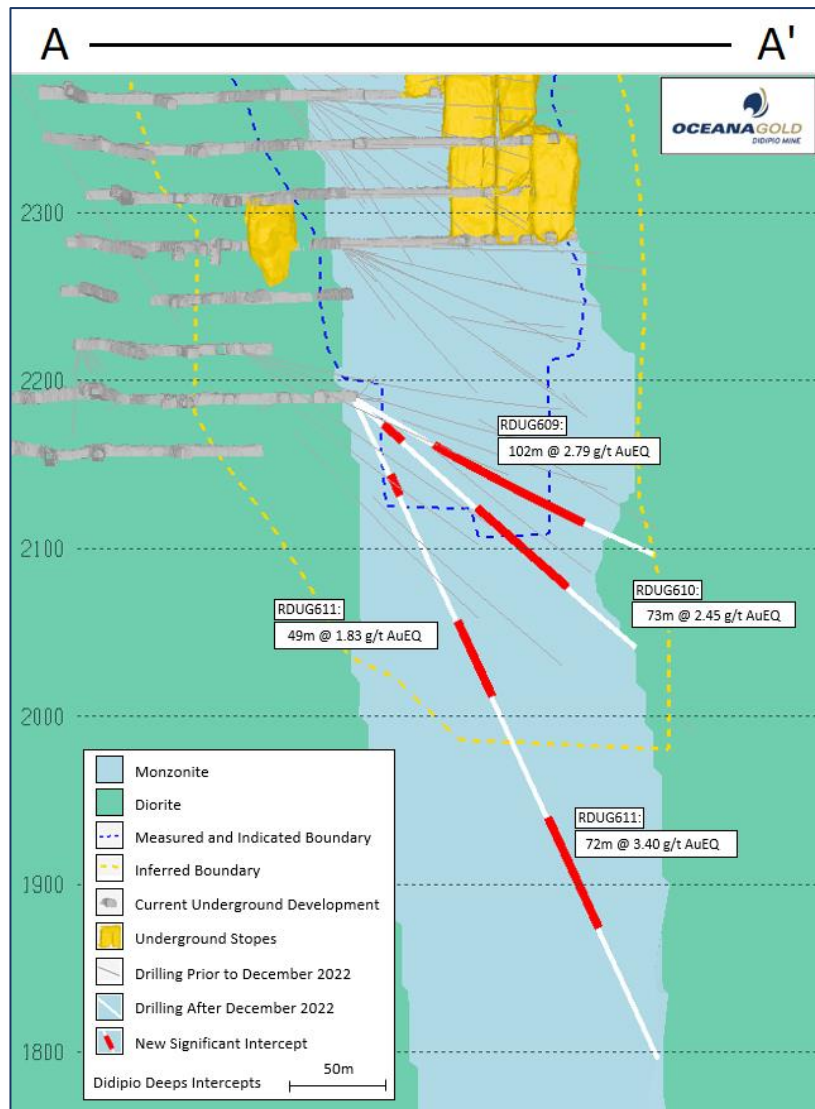 A A'
OCEANAGOLD
DIDIPIO MINE
2300
2200
RDUG609:
102m @ 2.79 g/t AuEQ
2100
RDUG610:
73m @ 2.45 g/t AuEQ
RDUG611:
49m @ 1.83 g/t AuEQ
2000
RDUG611:
72m @ 3.40 g/t AuEQ
1900
1800
Monzonite
Diorite
Measured and Indicated Boundary
Inferred Boundary
Current Underground Development
Underground Stopes
Drilling Prior to December 2022
Drilling After December 2022
New Significant Intercept
Didipio Deeps Intercepts 50m